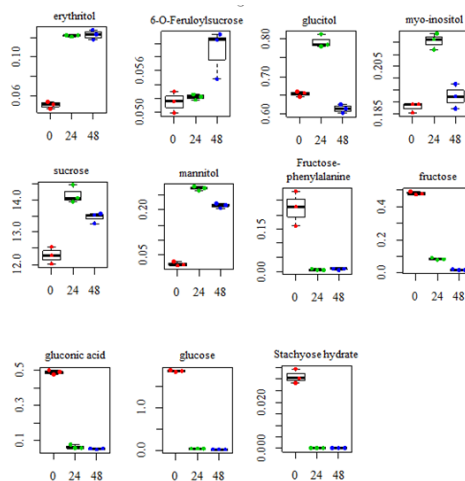 erythritol
0.10
0.06
0 24 48
6-O-Feruloylsucrose
0.056
0.050
0 24 48
glucitol
0.80
0.70
0.60
0 24 48
myo-inositol
0.205
0.185
0 24 48
sucrose
14.0
13.0
12.0
0 24 48
mannitol
0.20
0.05
0 24 48
Fructose-
phenylalanine
0.15
0.00
0 24 48
fructose
0.4
0.2
0.0
0 24 48
gluconic acid
0.5
0.3
0.1
0 24 48
glucose
1.0
0.0
0 24 48
Stachyose hydrate
0.020
0.000
0 24 48